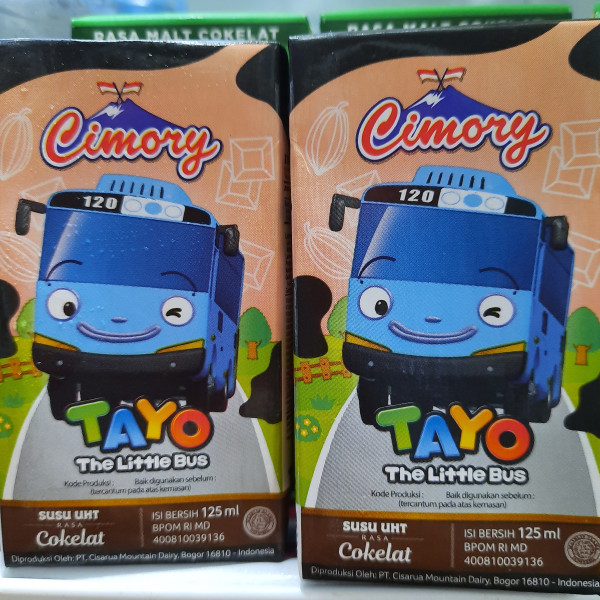 RASA MALT COKELAT
RASA MALT COKELAT
Cimory
120
TAYO
The Little Bus
Kode Produksi : Baik digunakan sebelum :
(tercantum pada atas kemasan)
SUSU UHT
RASA
Cokelat
ISI BERSIH 125 ml
BPOM RI MD
400810039136
Diproduksi Oleh: PT. Cisarua Mountain Dairy, Bogor 16810 - Indonesia
Cimory
120
TAYO
The Little Bus
Kode Produksi : Baik digunakan sebelum :
(tercantum pada atas kemasan)
SUSU UHT
RASA
Cokelat
ISI BERSIH 125 ml
BPOM RI MD
400810039136
Diproduksi Oleh: PT. Cisarua Mountain Dairy, Bogor 16810 - Indonesia